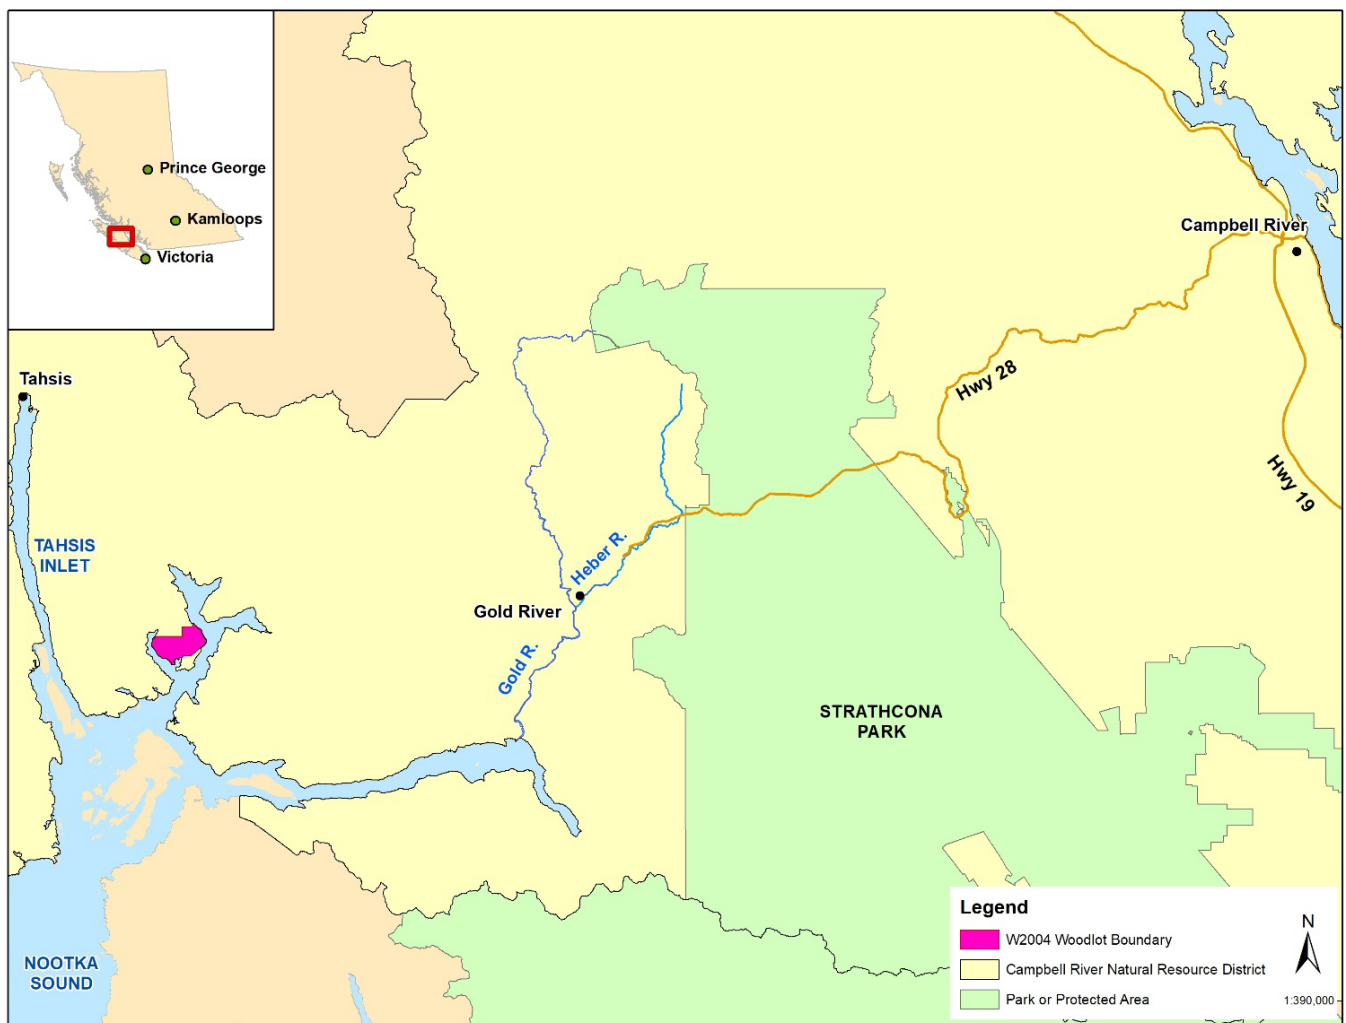 Prince George
Kamloops
Victoria
Campbell River
Hwy 28
Tahsis
Hwy 19
TAHSIS
INLET
Heber R.
Gold River
Gold R.
STRATHCONA
PARK
NOOTKA
SOUND
Legend
W2004 Woodlot Boundary
Campbell River Natural Resource District
Park or Protected Area
N
1:390,000